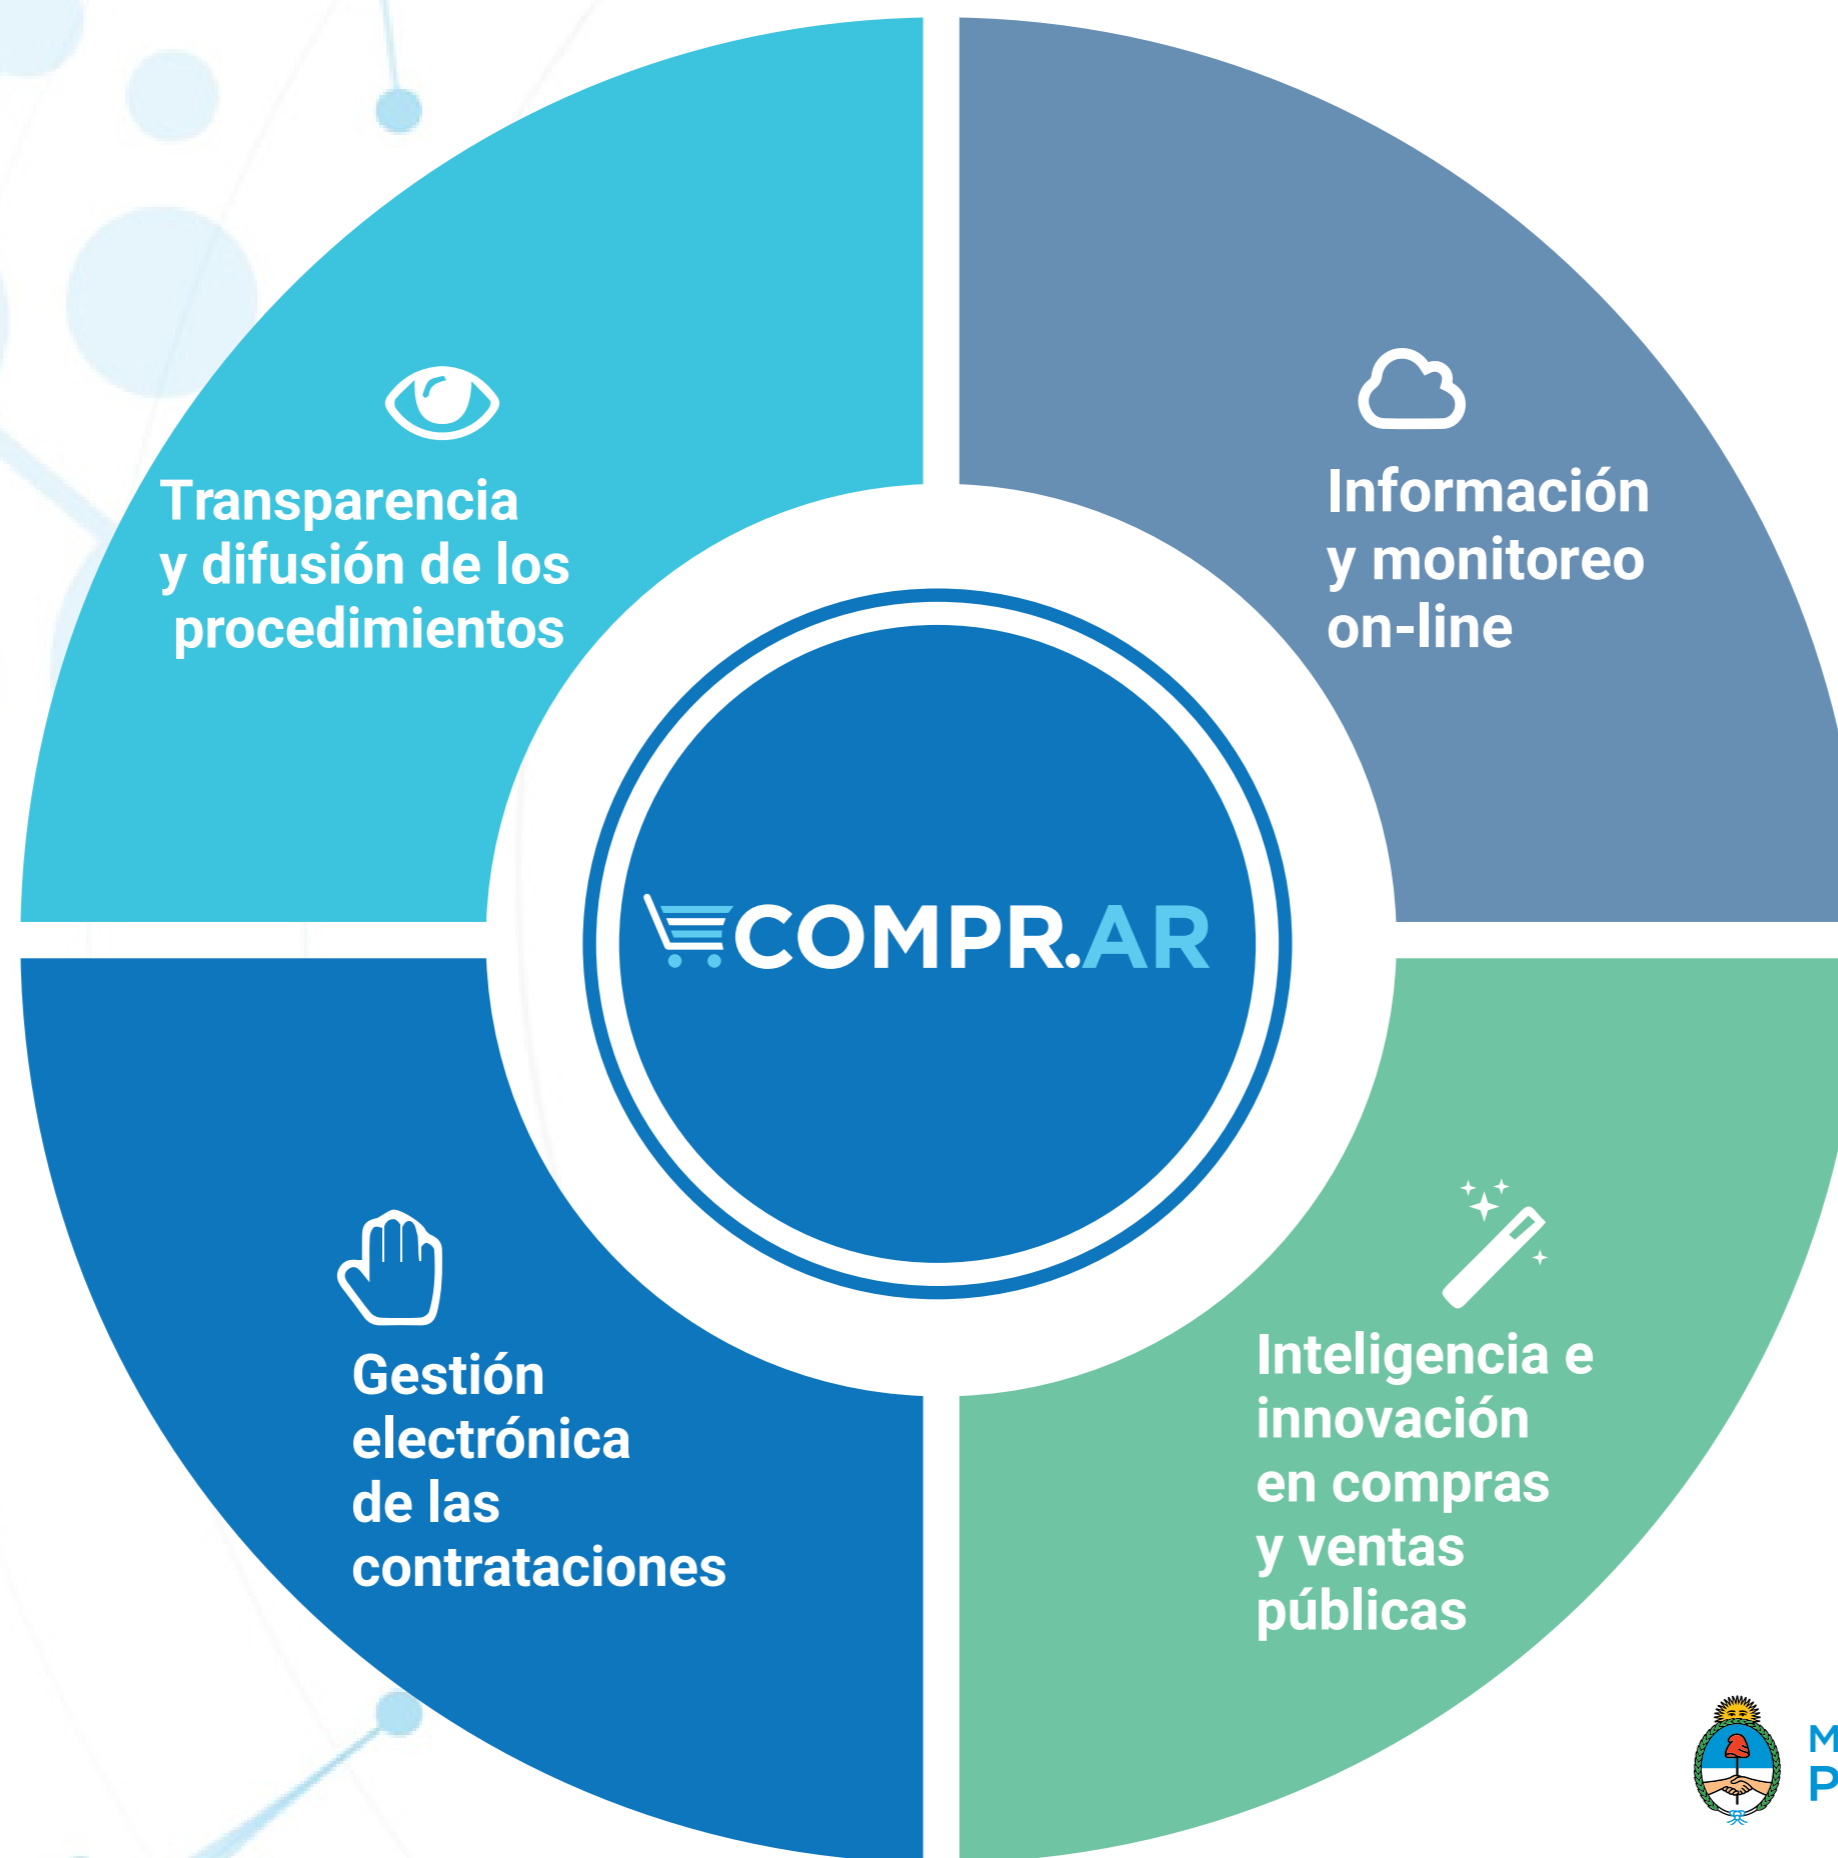 Transparencia
y difusión de los
procedimientos
Información
y monitoreo
on-line
COMPR.AR
Gestión
electrónica
de las
contrataciones
Inteligencia e
innovación
en compras
y ventas
públicas